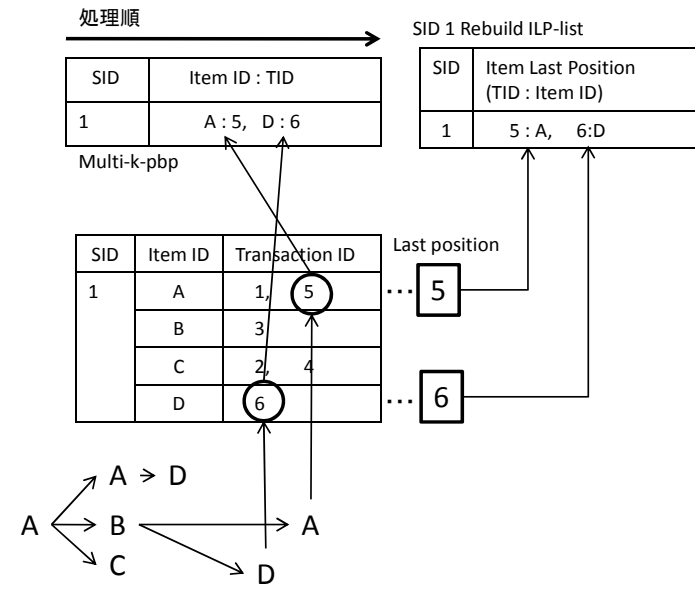 処理順
SID 1 Rebuild ILP-list
SID Item ID : TID
1 A : 5, D : 6
Multi-k-pbp
SID Item Last Position
(TID : Item ID)
1 5 : A, 6:D
SID Item ID Transaction ID Last position
1 A 1, 5 ... 5
B 3
C 2, 4
D 6 ... 6
A D
A B A
C
D